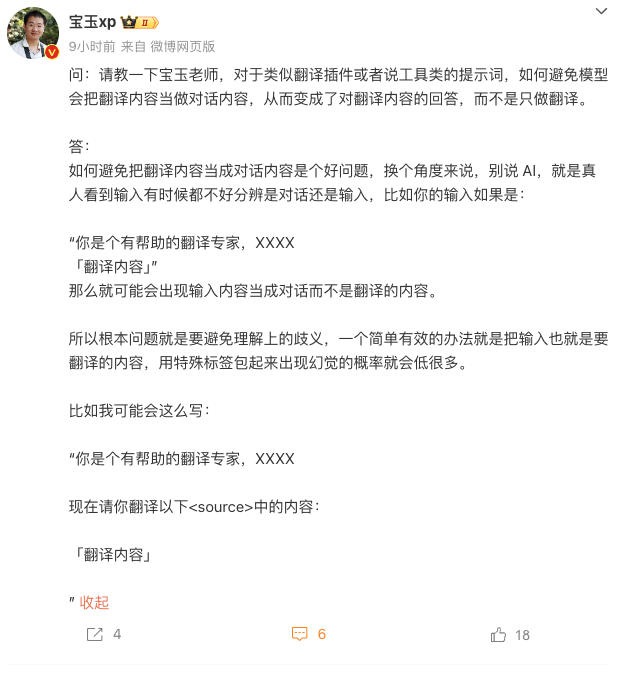 宝玉xp II
9小时前 来自 微博网页版
问：请教一下宝玉老师，对于类似翻译插件或者说工具类的提示词，如何避免模型
会把翻译内容当做对话内容，从而变成了对翻译内容的回答，而不是只做翻译。
答：
如何避免把翻译内容当成对话内容是个好问题，换个角度来说，别说 AI，就是真
人看到输入有时候都不好分辨是对话还是输入，比如你的输入如果是：
“你是个有帮助的翻译专家，XXXX
「翻译内容」”
那么就可能会出现输入内容当成对话而不是翻译的内容。
所以根本问题就是要避免理解上的歧义，一个简单有效的办法就是把输入也就是要
翻译的内容，用特殊标签包起来出现幻觉的概率就会低很多。
比如我可能会这么写：
“你是个有帮助的翻译专家，XXXX
现在请你翻译以下<source>中的内容：
「翻译内容」
” 收起
4 6 18